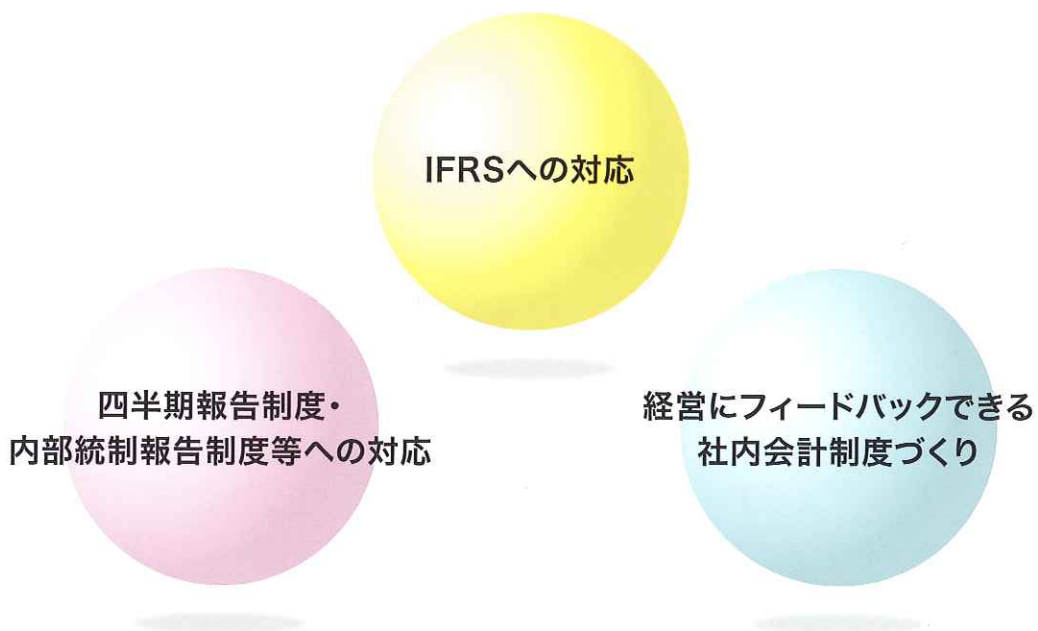 IFRSへの対応
四半期報告制度・
内部統制報告制度等への対応
経営にフィードバックできる
社内会計制度づくり